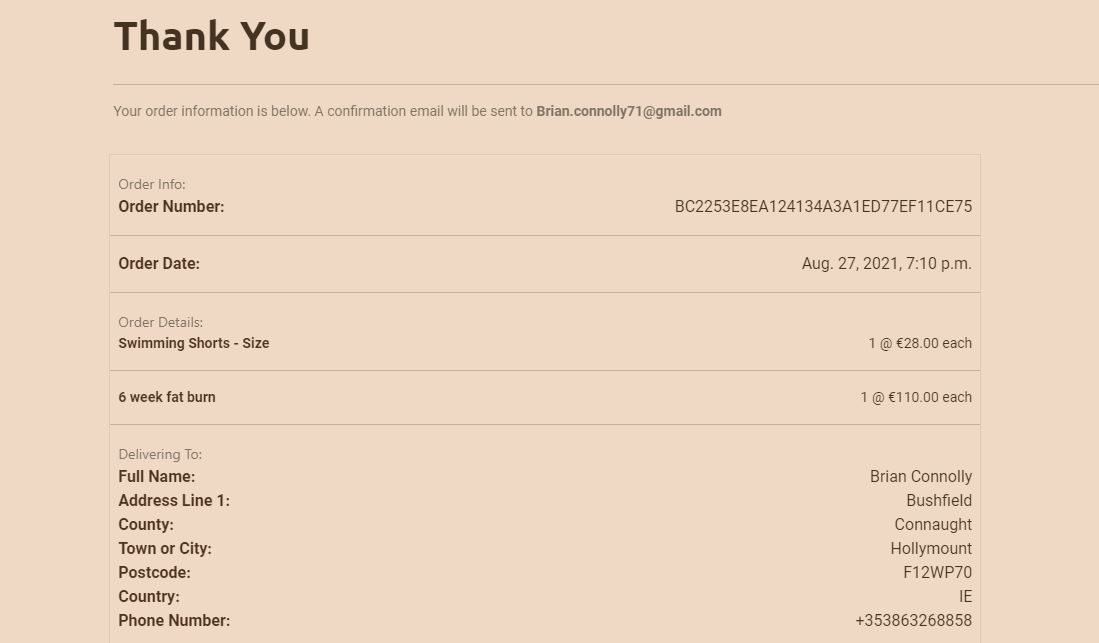 Thank You
Your order information is below. A confirmation email will be sent to Brian.connolly71@gmail.com
Order Info:
Order Number: BC2253E8EA124134A3A1ED77EF11CE75
Order Date: Aug. 27, 2021, 7:10 p.m.
Order Details:
Swimming Shorts - Size 1 @ €28.00 each
6 week fat burn 1 @ €110.00 each
Delivering To:
Full Name: Brian Connolly
Address Line 1: Bushfield
County: Connaught
Town or City: Hollymount
Postcode: F12WP70
Country: IE
Phone Number: +353863268858